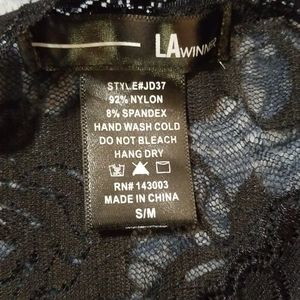 LA WINNER
STYLE#JD37
92% NYLON
8% SPANDEX
HAND WASH COLD
DO NOT BLEACH
HANG DRY
RN# 143003
MADE IN CHINA
S/M